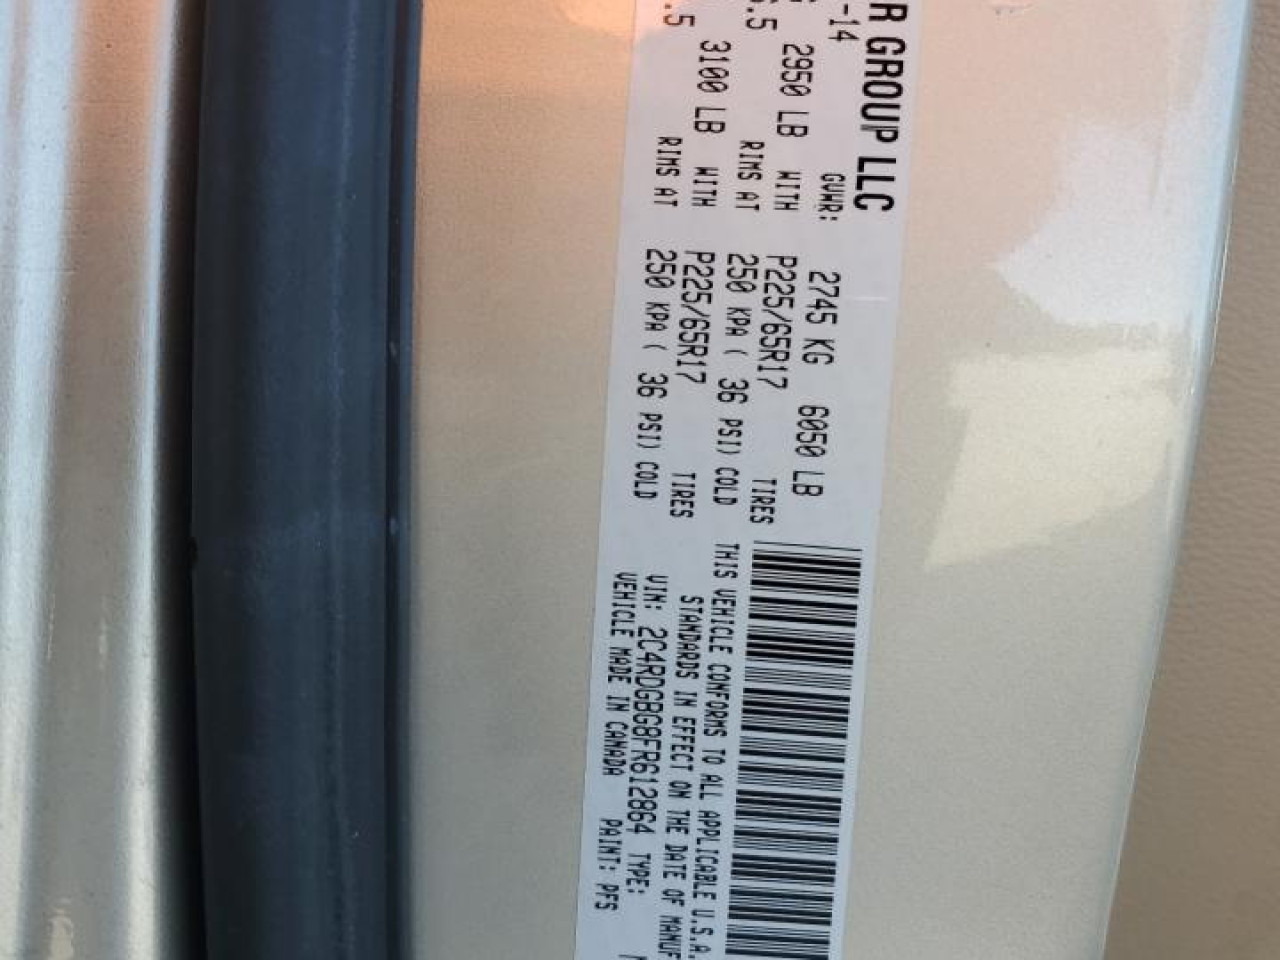 R GROUP LLC
-14 GVWR: 2745 KG 6050 LB
2950 LB WITH P225/65R17 TIRES
.5 RIMS AT 250 KPA ( 36 PSI) COLD
3100 LB WITH P225/65R17 TIRES
.5 RIMS AT 250 KPA ( 36 PSI) COLD
THIS VEHICLE CONFORMS TO ALL APPLICABLE U.S.A.
STANDARDS IN EFFECT ON THE DATE OF MANUF
VIN: 2C4RDGBG8FR612864 TYPE:
VEHICLE MADE IN CANADA PAINT: PFS